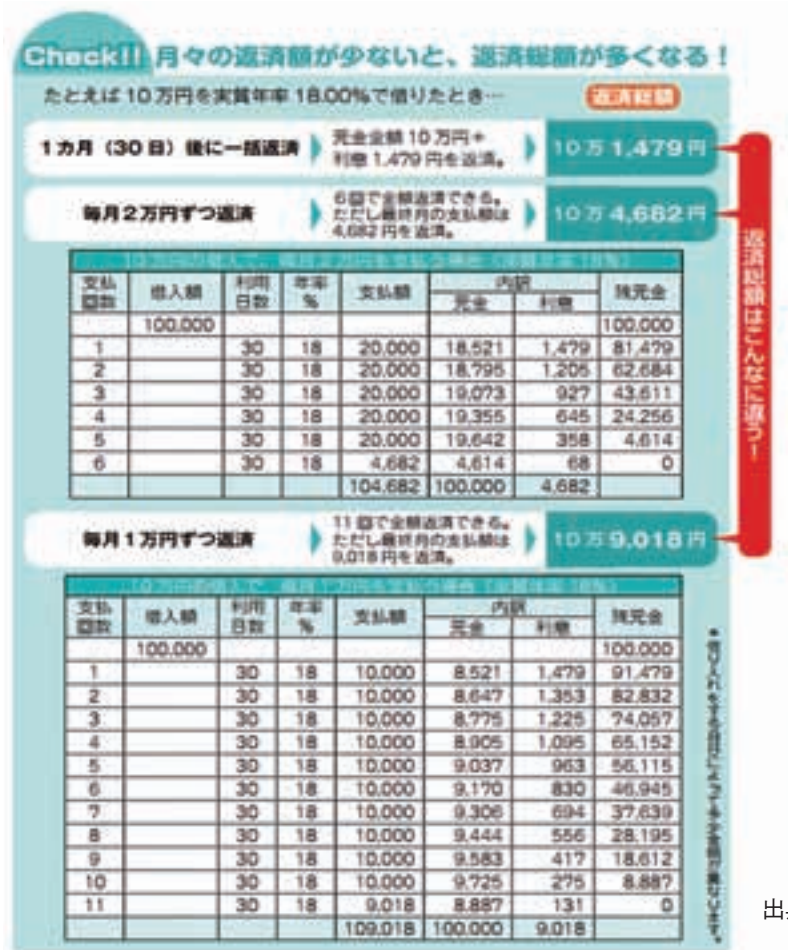 Check!! 月々の返済額が少ないと、返済総額が多くなる！
たとえば10万円を実質年率18.00%で借りたとき…
返済総額
1カ月（30日）後に一括返済
元金全額10万円＋
利息1,479円を返済。
10万1,479円
毎月2万円ずつ返済
6回で全額返済できる。
ただし最終月の支払額は
4,682円を返済。
10万4,682円
返済総額はこんなに違う！
支払回数 借入額 利用日数 年率% 支払額 内訳 元金 利息 残元金
100,000 100,000
1 30 18 20,000 18,521 1,479 81,479
2 30 18 20,000 18,795 1,205 62,684
3 30 18 20,000 19,073 927 43,611
4 30 18 20,000 19,355 645 24,256
5 30 18 20,000 19,642 358 4,614
6 30 18 4,682 4,614 68 0
104,682 100,000 4,682
毎月1万円ずつ返済
11回で全額返済できる。
ただし最終月の支払額は
9,018円を返済。
10万9,018円
支払回数 借入額 利用日数 年率% 支払額 内訳 元金 利息 残元金
100,000 100,000
1 30 18 10,000 8,521 1,479 91,479
2 30 18 10,000 8,647 1,353 82,832
3 30 18 10,000 8,775 1,225 74,057
4 30 18 10,000 8,905 1,095 65,152
5 30 18 10,000 9,037 963 56,115
6 30 18 10,000 9,170 830 46,945
7 30 18 10,000 9,306 694 37,639
8 30 18 10,000 9,444 556 28,195
9 30 18 10,000 9,583 417 18,612
10 30 18 10,000 9,725 275 8,887
11 30 18 9,018 8,887 131 0
109,018 100,000 9,018